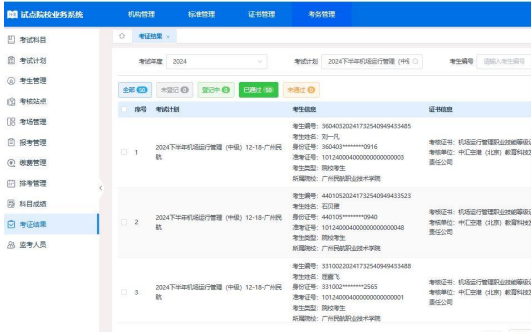 试点院校业务系统
机构管理 标准管理 证书管理 考务管理
考试科目
考试计划
考生管理
考核站点
考场管理
报考管理
缴费管理
排考管理
科目成绩
考证结果
监考人员
考证结果 ×
考试年度 2024 考试计划 2024下半年机场运行管理（中级 考生编号 请输入考生编号
全部 50 未登记 0 登记中 0 已通过 50 未通过 0
序号 考试计划 考生信息 证书信息
1 2024下半年机场运行管理（中级）12-18-广州民航
考生编号：36040320241732540949433485
考生姓名：刘一凡
身份证号：360403********0916
准考证号：1012400040000000000000003
考生类型：院校考生
所属院校：广州民航职业技术学院
考核证书：机场运行管理职业技能等级证
考核单位：中汇空港（北京）教育科技
责任公司
2 2024下半年机场运行管理（中级）12-18-广州民航
考生编号：44010520241732540949433523
考生姓名：石贝德
身份证号：440105********0940
准考证号：1012400040000000000000048
考生类型：院校考生
所属院校：广州民航职业技术学院
考核证书：机场运行管理职业技能等级证
考核单位：中汇空港（北京）教育科技
责任公司
3 2024下半年机场运行管理（中级）12-18-广州民航
考生编号：33100220241732540949433488
身份证号：331002********2565
准考证号：1012400040000000000000001
考生类型：院校考生
所属院校：广州民航职业技术学院
考核证书：机场运行管理职业技能等级证
考核单位：中汇空港（北京）教育科技
责任公司